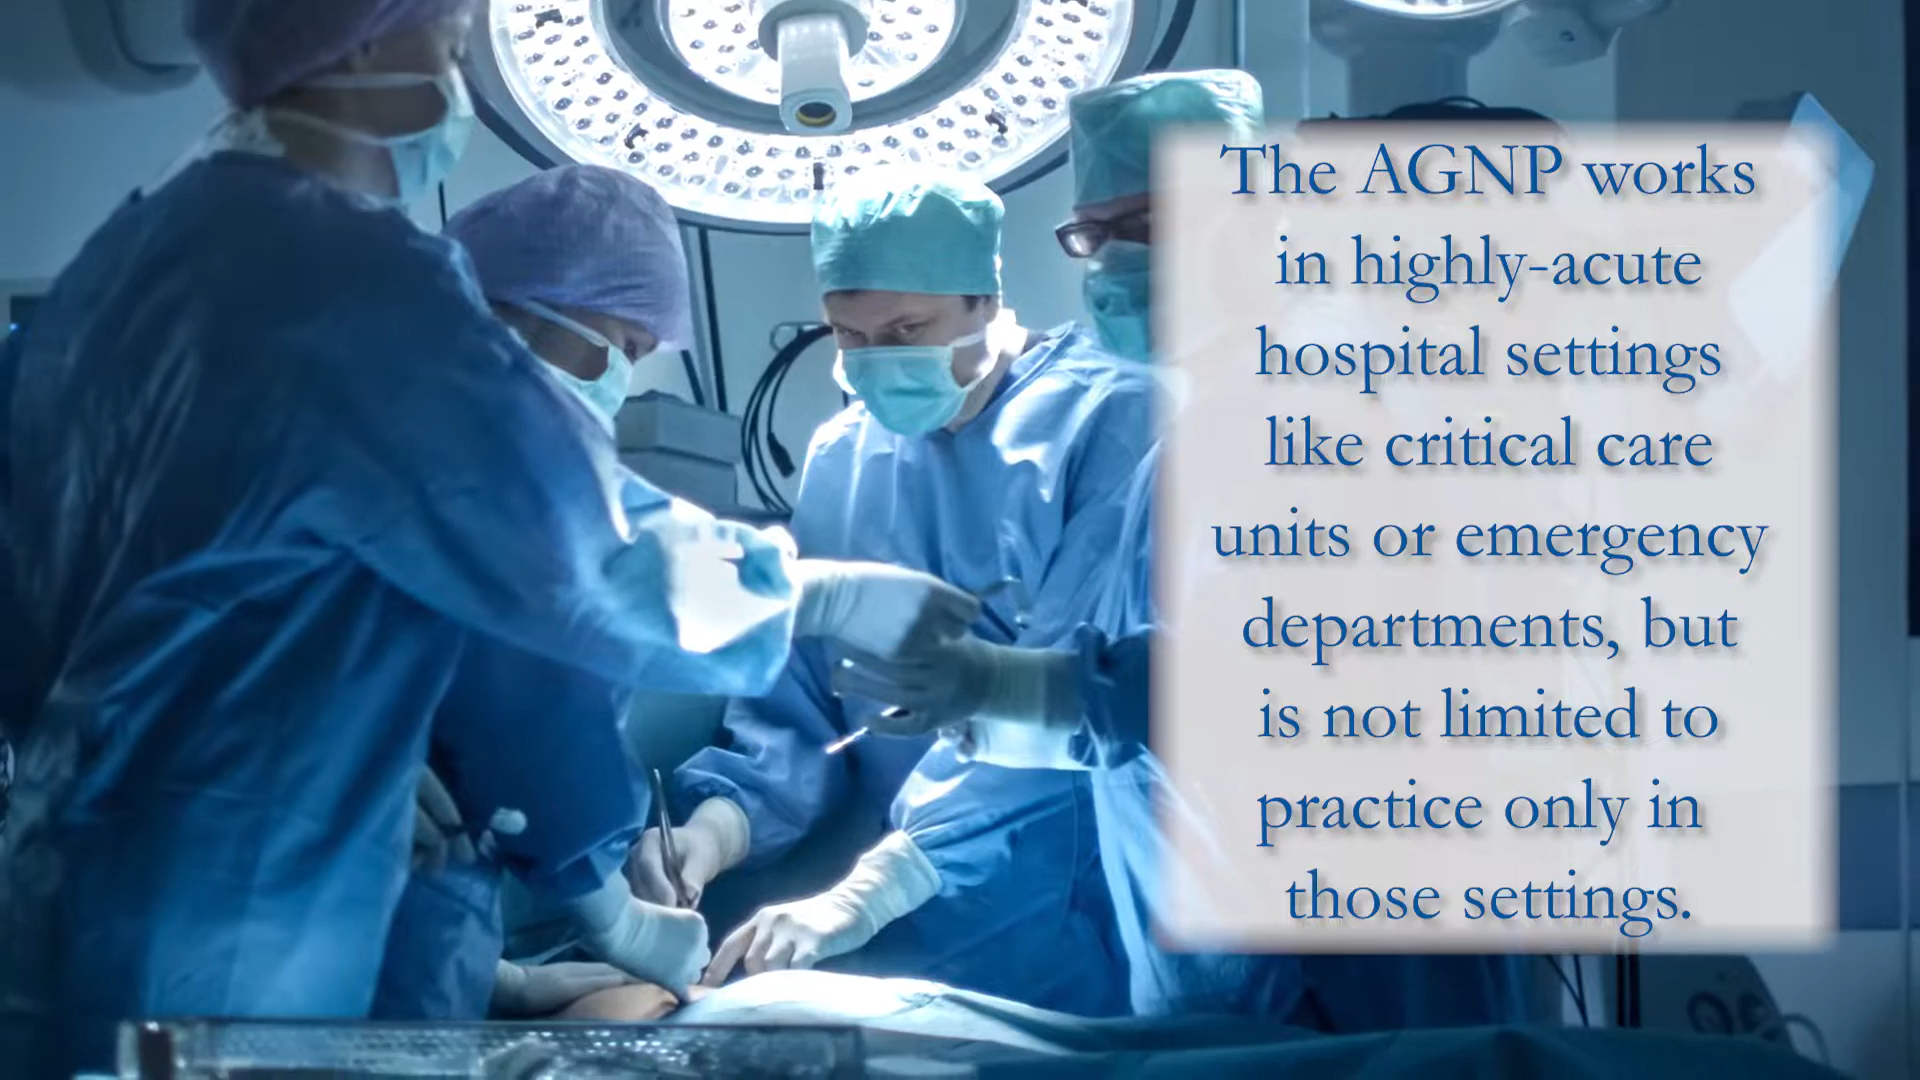 The AGNP works
in highly-acute
hospital settings
like critical care
units or emergency
departments, but
is not limited to
practice only in
those settings.